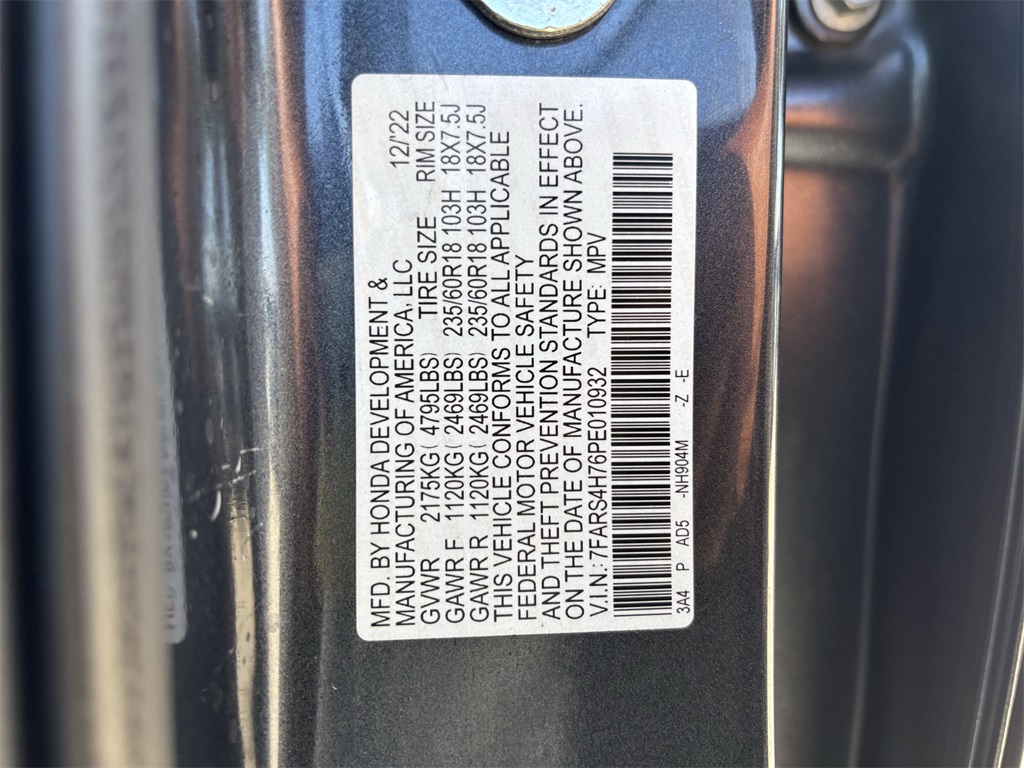 MFD. BY HONDA DEVELOPMENT &
MANUFACTURING OF AMERICA, LLC 12/'22
GVWR 2175KG( 4795LBS) TIRE SIZE RIM SIZE
GAWR F 1120KG( 2469LBS) 235/60R18 103H 18X7.5J
GAWR R 1120KG( 2469LBS) 235/60R18 103H 18X7.5J
THIS VEHICLE CONFORMS TO ALL APPLICABLE
FEDERAL MOTOR VEHICLE SAFETY
AND THEFT PREVENTION STANDARDS IN EFFECT
ON THE DATE OF MANUFACTURE SHOWN ABOVE.
V.I.N.: 7FARS4H76PE010932 TYPE: MPV
3A4 P AD5 -NH904M -Z -E